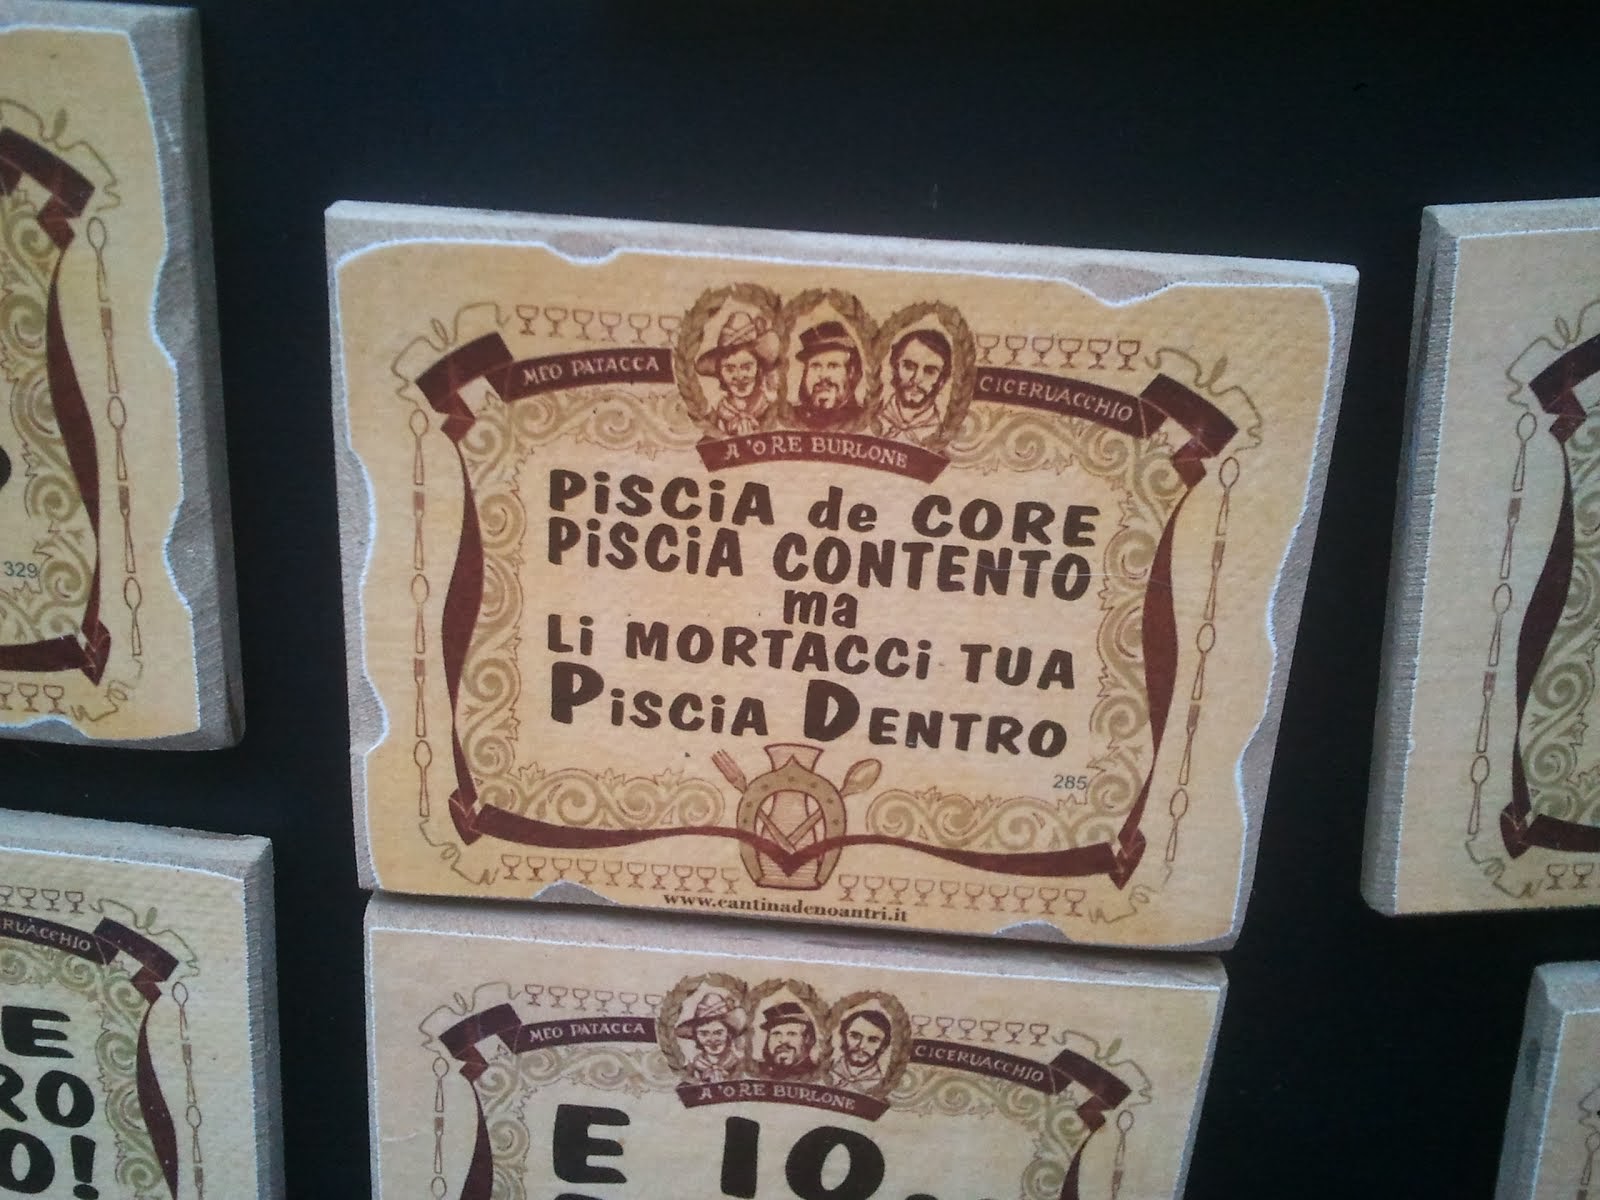 MEO PATACCA
CICERUACCHIO
A 'O RE BURLONE
PiSCiA de CORE
PiSCiA CONTENTO
ma
Li MORTACCi TUA
PiSCiA DENTRO
285
www.cantinadenoantri.it
329
MEO PATACCA
CICERUACCHIO
A 'O RE BURLONE
E IO
RUACCHIO
E
RO
O!